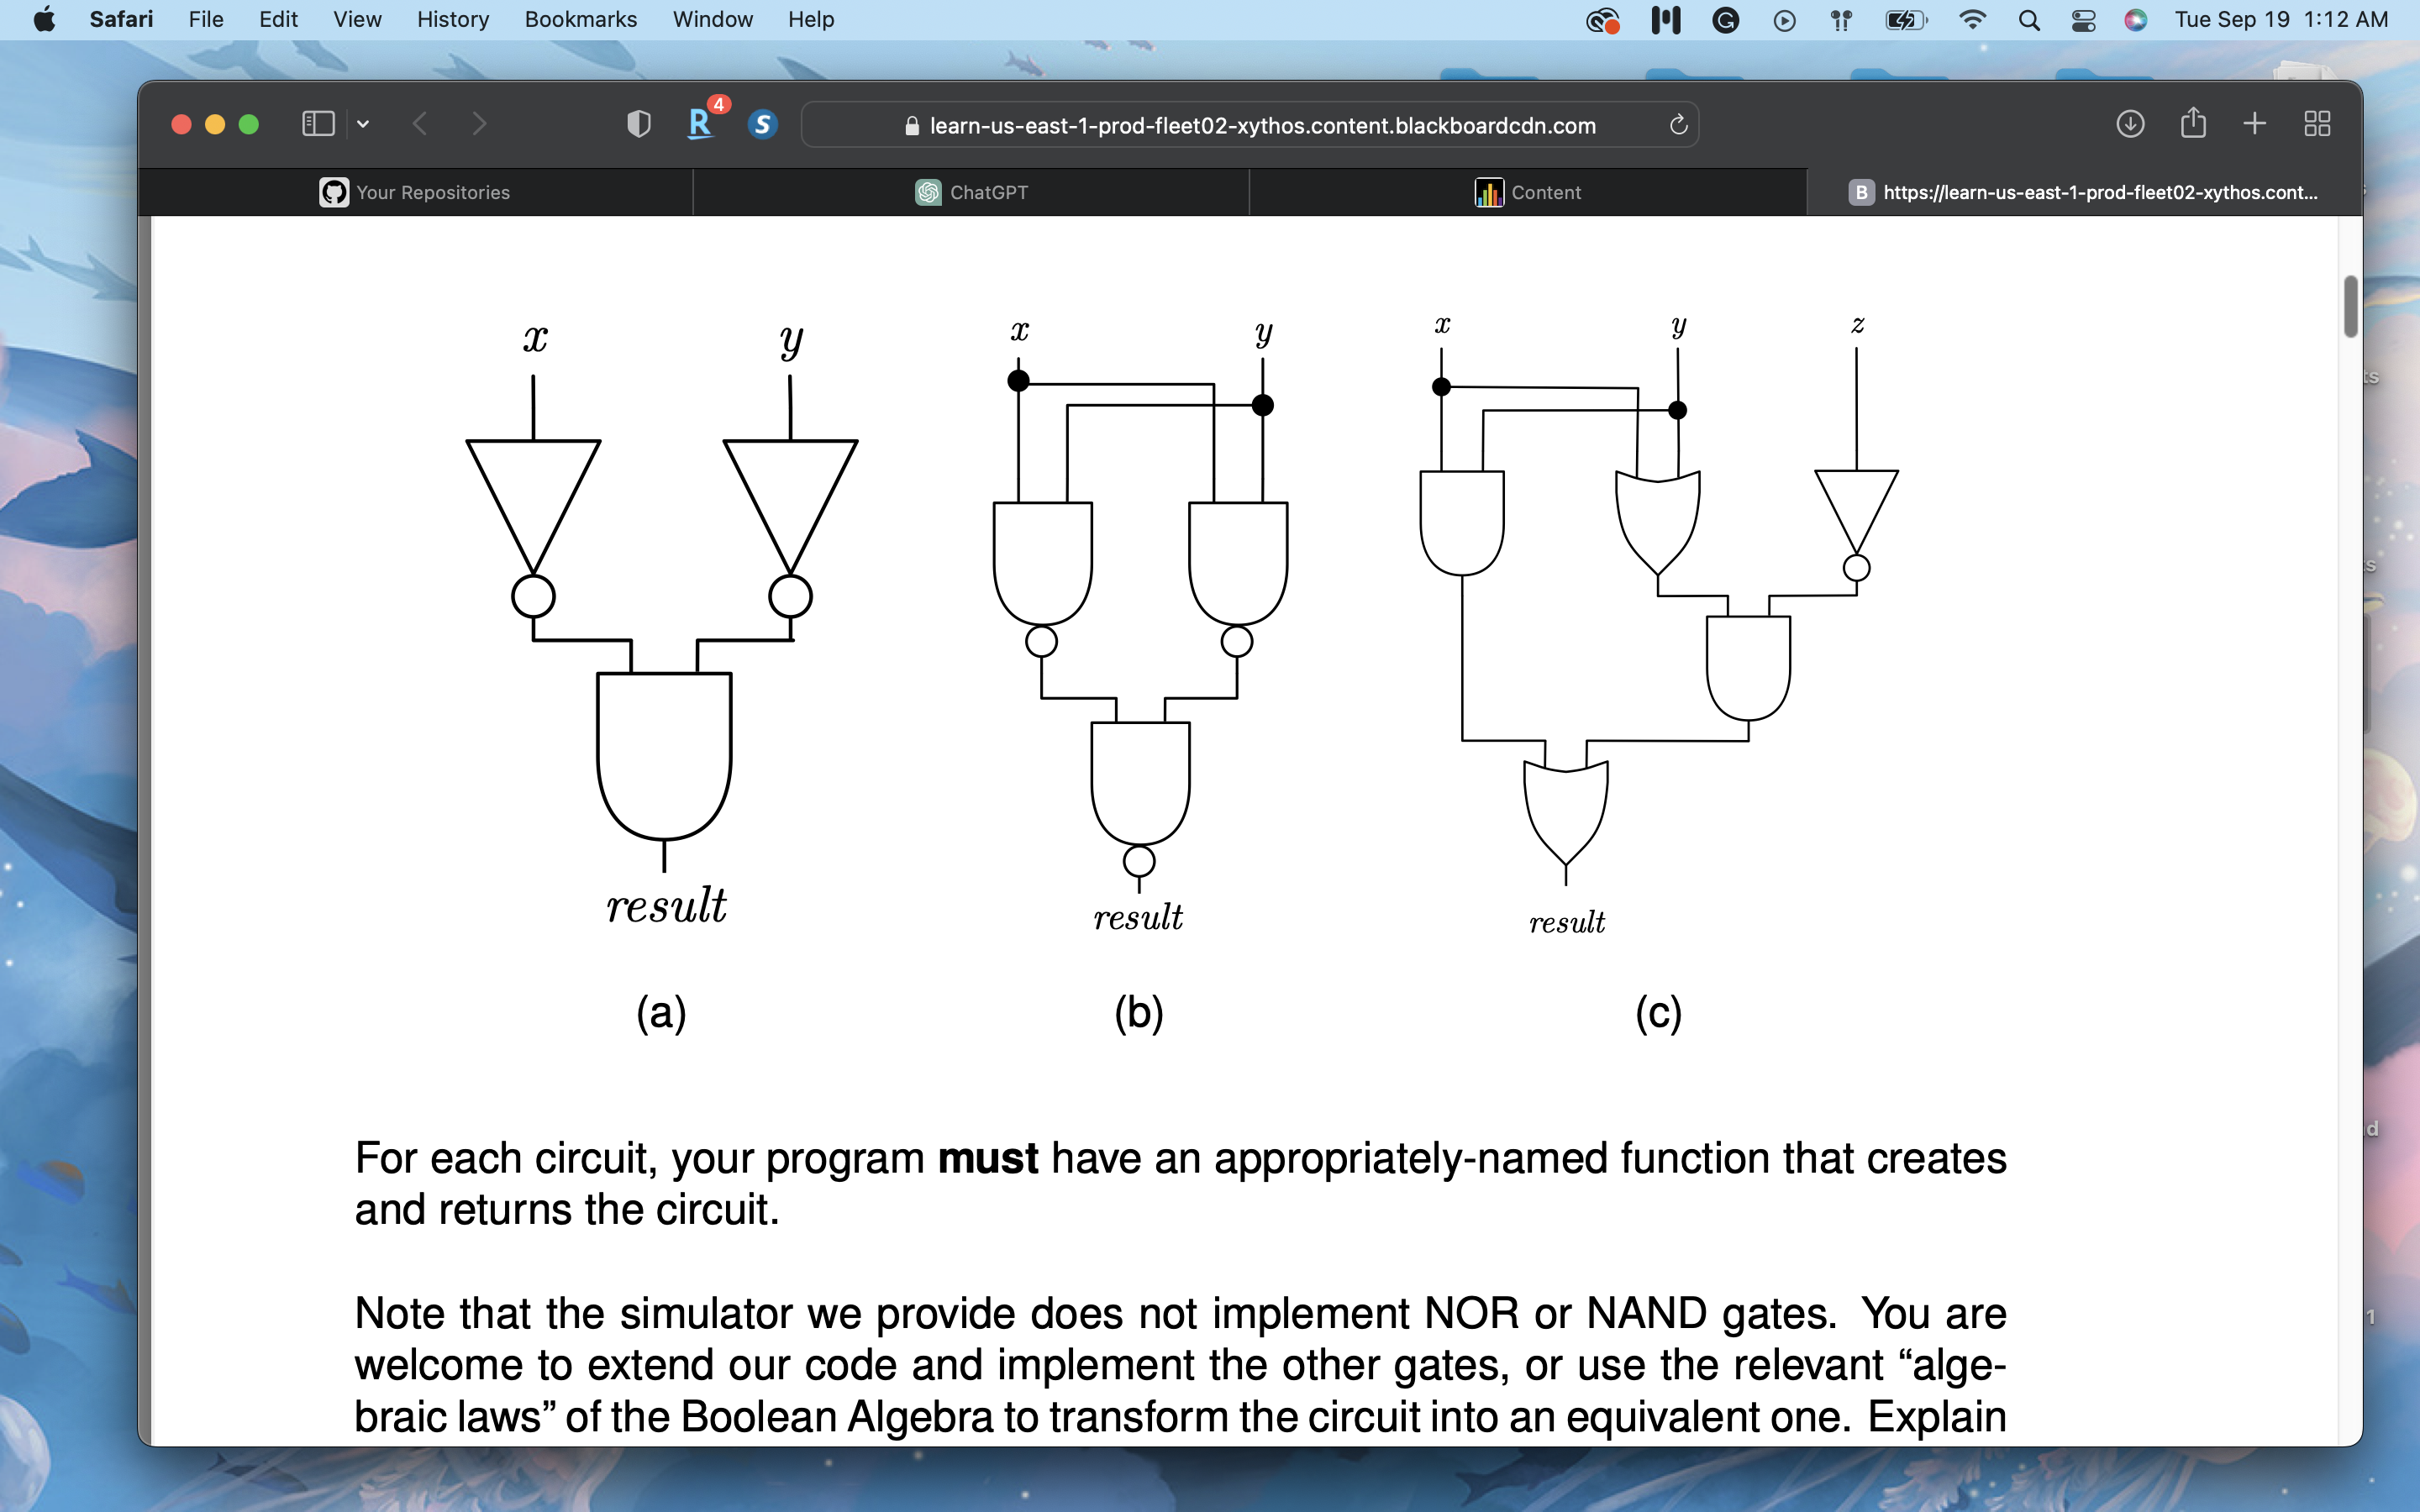 Safari File Edit View History Bookmarks Window Help Tue Sep 19 1:12 AM
4
learn-us-east-1-prod-fleet02-xythos.content.blackboardcdn.com
Your Repositories ChatGPT Content B https://learn-us-east-1-prod-fleet02-xythos.cont...
x y x y x y z
result result result
(a) (b) (c)
For each circuit, your program must have an appropriately-named function that creates
and returns the circuit.
Note that the simulator we provide does not implement NOR or NAND gates. You are
welcome to extend our code and implement the other gates, or use the relevant “alge-
braic laws” of the Boolean Algebra to transform the circuit into an equivalent one. Explain